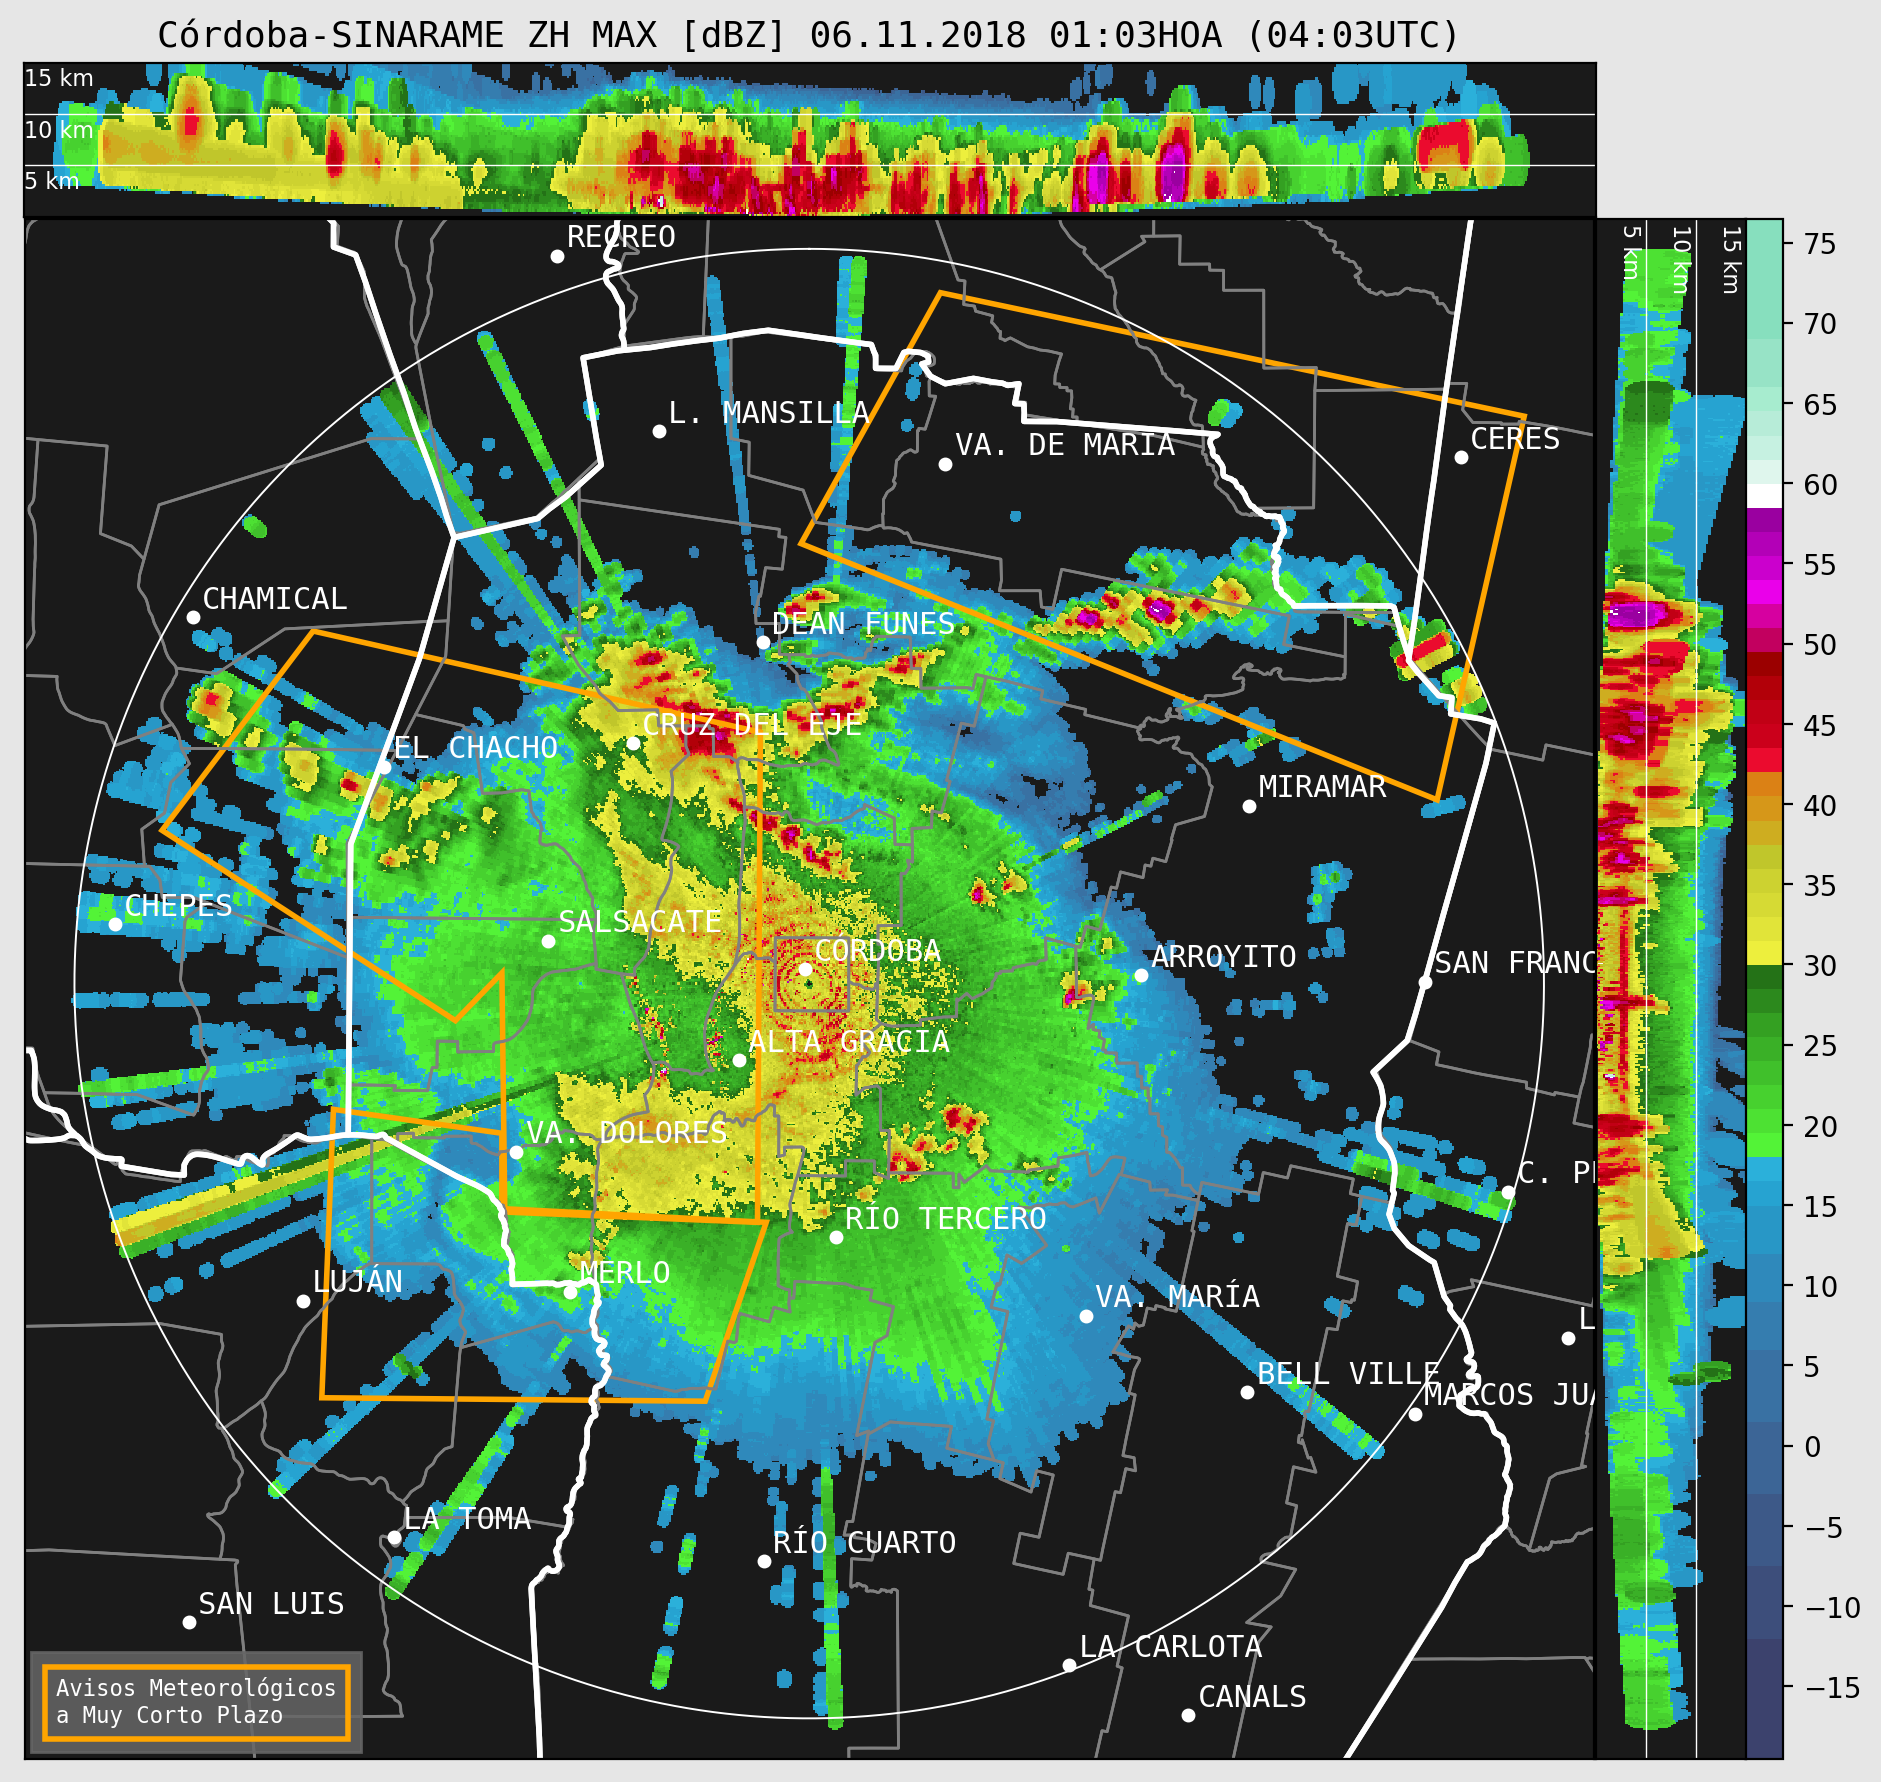 Córdoba-SINARAME ZH MAX [dBZ] 06.11.2018 01:03HOA (04:03UTC)
15 km
10 km
5 km
5 km
10 km
15 km
RECREO
L. MANSILLA
VA. DE MARIA
CERES
CHAMICAL
DEAN FUNES
CRUZ DEL EJE
EL CHACHO
MIRAMAR
CHEPES
SALSACATE
CÓRDOBA
ARROYITO
SAN FRANC
ALTA GRACIA
VA. DOLORES
C. PE
RÍO TERCERO
LUJÁN
MERLO
VA. MARÍA
L
BELL VILLE
MARCOS JUA
LA TOMA
RÍO CUARTO
SAN LUIS
LA CARLOTA
CANALS
Avisos Meteorológicos
a Muy Corto Plazo
75
70
65
60
55
50
45
40
35
30
25
20
15
10
5
0
−5
−10
−15